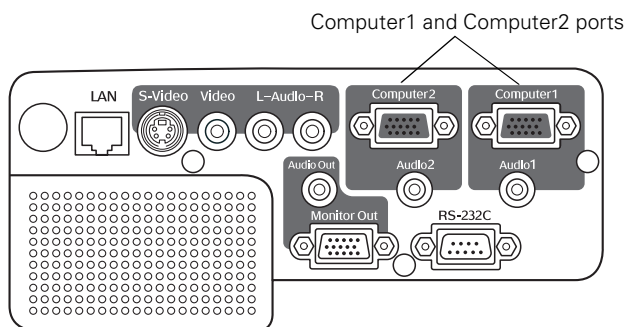 Computer1 and Computer2 ports
LAN S-Video Video L-Audio-R Computer2 Computer1
Audio Out Audio2 Audio1
Monitor Out RS-232C